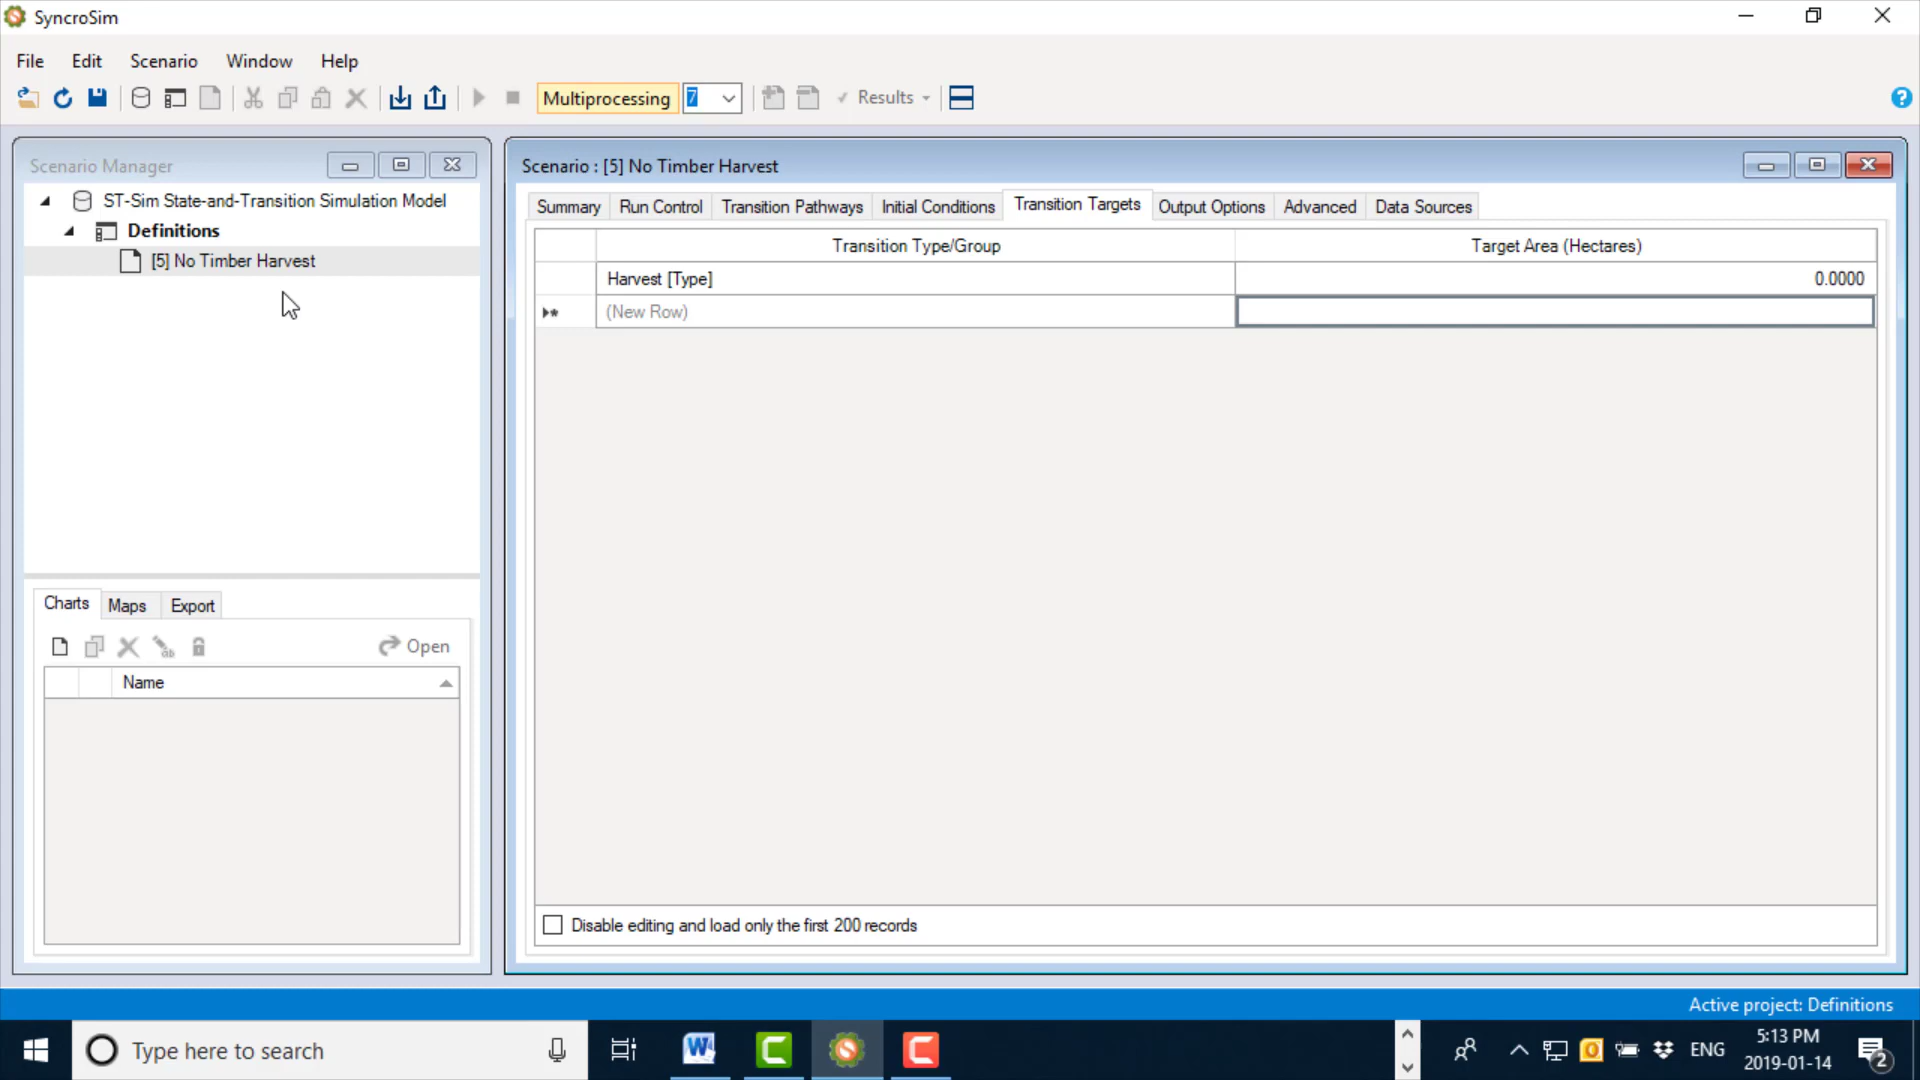 SyncroSim
File Edit Scenario Window Help
Multiprocessing 7 Results
Scenario Manager
ST-Sim State-and-Transition Simulation Model
Definitions
[5] No Timber Harvest
Charts Maps Export
Open
Name
Scenario : [5] No Timber Harvest
Summary Run Control Transition Pathways Initial Conditions Transition Targets Output Options Advanced Data Sources
Transition Type/Group Target Area (Hectares)
Harvest [Type] 0.0000
(New Row)
Disable editing and load only the first 200 records
Active project: Definitions
Type here to search
ENG
5:13 PM
2019-01-14
2